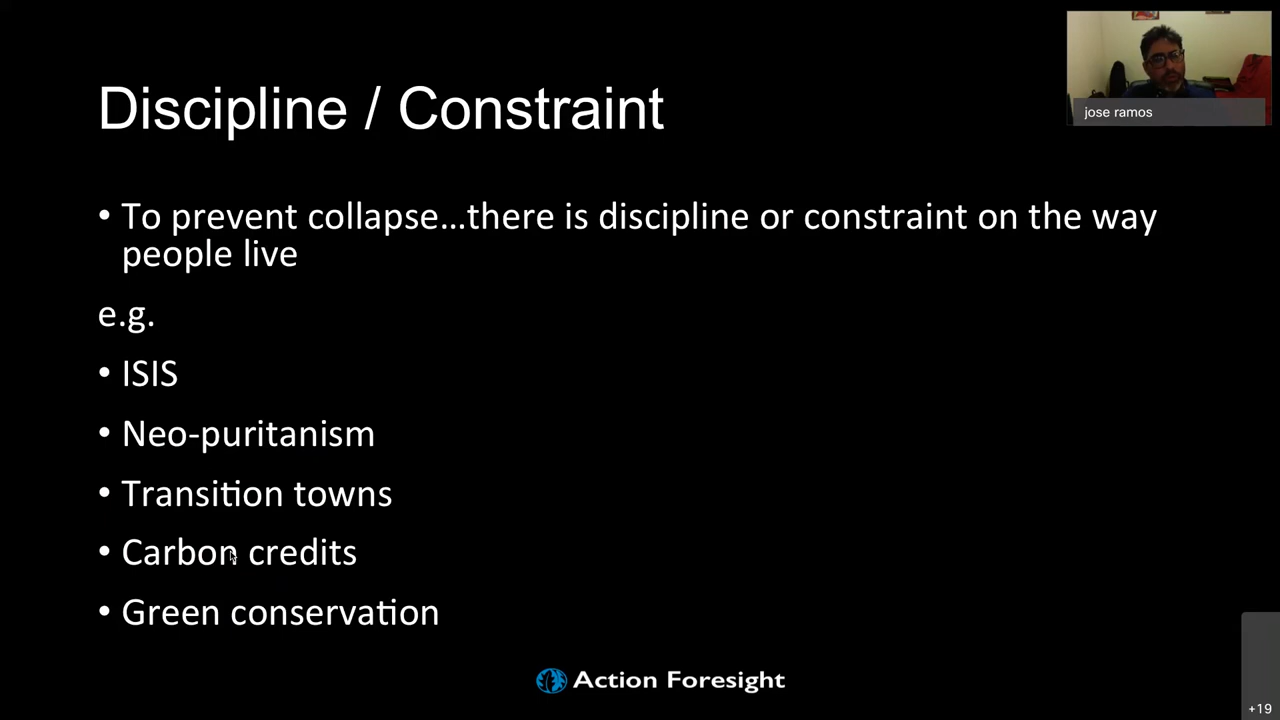 Discipline / Constraint
jose ramos
• To prevent collapse...there is discipline or constraint on the way
people live
e.g.
• ISIS
• Neo-puritanism
• Transition towns
• Carbon credits
• Green conservation
Action Foresight
+19